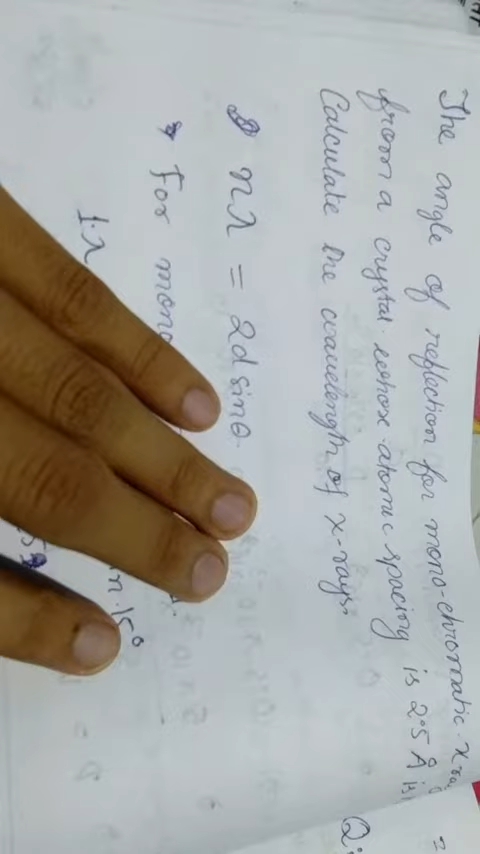 The angle of reflection for mono-chromatic x
from a crystal whose atomic spacing is 2.5 Å is
Calculate the wavelength of x-rays.
nλ = 2d sinθ.
* For mono
1.λ
n.15°
Q: